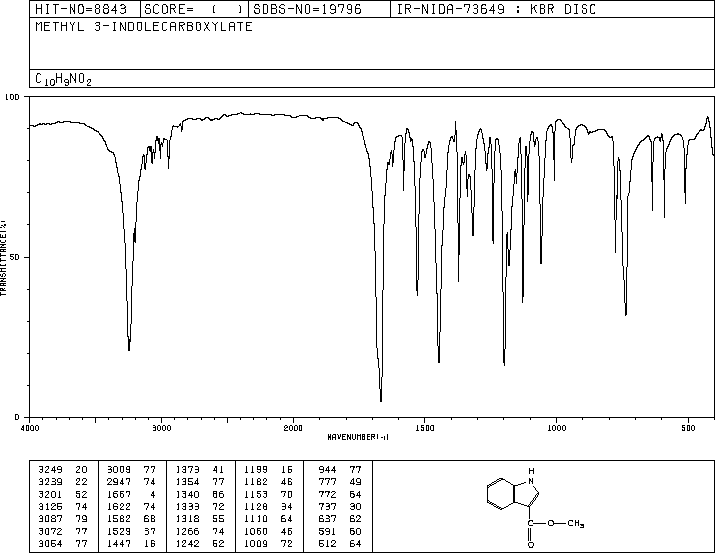 HIT-NO=8843 SCORE= ( ) SDBS-NO=19796 IR-NIDA-73649 : KBR DISC
METHYL 3-INDOLECARBOXYLATE
C10H9NO2
100
50
0
TRANSMITTANCE(%)
4000 3000 2000 1500 1000 500
WAVENUMBER(-1)
3249 20 3009 77 1373 41 1199 16 944 77
3239 22 2947 74 1354 77 1182 46 777 49
3201 52 1667 4 1340 66 1153 70 772 64
3125 74 1622 74 1333 72 1128 34 737 30
3087 79 1582 68 1318 55 1110 64 637 62
3072 77 1529 37 1266 74 1060 46 591 60
3064 77 1447 16 1242 52 1009 72 512 64
H
N
C—O—CH3
O